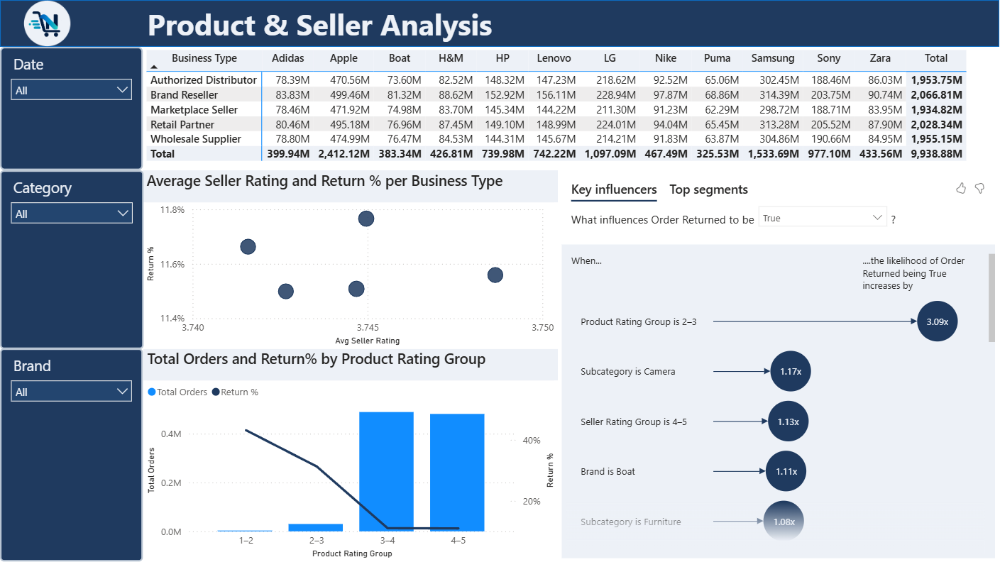 Product & Seller Analysis
Date
All
Category
All
Brand
All
Business Type Adidas Apple Boat H&M HP Lenovo LG Nike Puma Samsung Sony Zara Total
Authorized Distributor 78.39M 470.56M 73.60M 82.52M 148.32M 147.23M 218.62M 92.52M 65.06M 302.45M 188.46M 86.03M 1,953.75M
Brand Reseller 83.83M 499.46M 81.32M 88.62M 152.92M 156.11M 228.94M 97.87M 68.86M 314.39M 203.75M 90.74M 2,066.81M
Marketplace Seller 78.46M 471.92M 74.98M 83.70M 145.34M 144.22M 211.30M 91.23M 62.29M 298.72M 188.71M 83.95M 1,934.82M
Retail Partner 80.46M 495.18M 76.96M 87.45M 149.10M 148.99M 224.01M 94.04M 65.45M 313.28M 205.52M 87.90M 2,028.34M
Wholesale Supplier 78.80M 474.99M 76.47M 84.53M 144.31M 145.67M 214.21M 91.83M 63.87M 304.86M 190.66M 84.95M 1,955.15M
Total 399.94M 2,412.12M 383.34M 426.81M 739.98M 742.22M 1,097.09M 467.49M 325.53M 1,533.69M 977.10M 433.56M 9,938.88M
Average Seller Rating and Return % per Business Type
11.8%
11.6%
11.4%
Return %
3.740 3.745 3.750
Avg Seller Rating
Total Orders and Return% by Product Rating Group
Total Orders Return %
0.4M
0.2M
0.0M
Total Orders
40%
20%
Return %
1–2 2–3 3–4 4–5
Product Rating Group
Key influencers Top segments
What influences Order Returned to be True ?
When...
....the likelihood of Order
Returned being True
increases by
Product Rating Group is 2–3 3.09x
Subcategory is Camera 1.17x
Seller Rating Group is 4–5 1.13x
Brand is Boat 1.11x
Subcategory is Furniture 1.08x